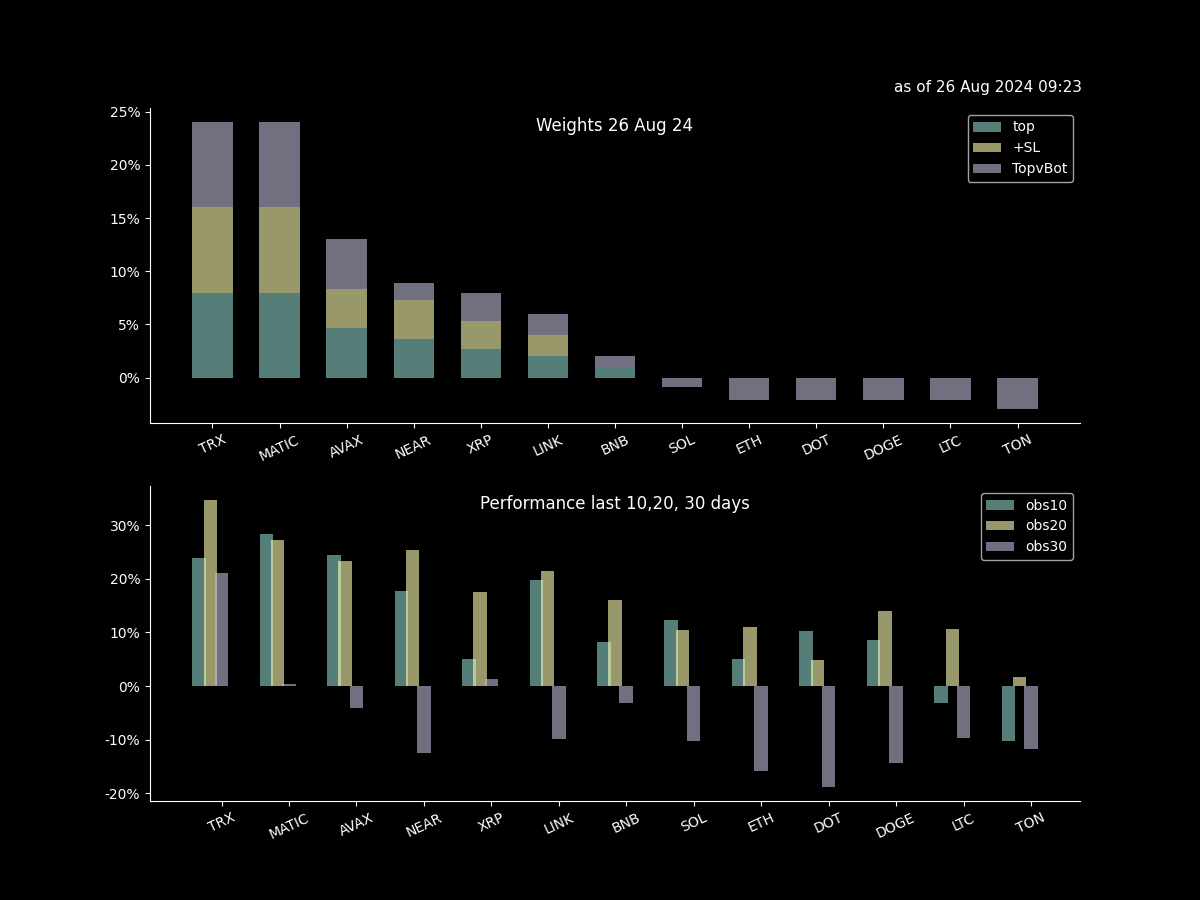 as of 26 Aug 2024 09:23
Weights 26 Aug 24
top
+SL
TopvBot
25%
20%
15%
10%
5%
0%
TRX MATIC AVAX NEAR XRP LINK BNB SOL ETH DOT DOGE LTC TON
Performance last 10,20, 30 days
obs10
obs20
obs30
30%
20%
10%
0%
-10%
-20%
TRX MATIC AVAX NEAR XRP LINK BNB SOL ETH DOT DOGE LTC TON